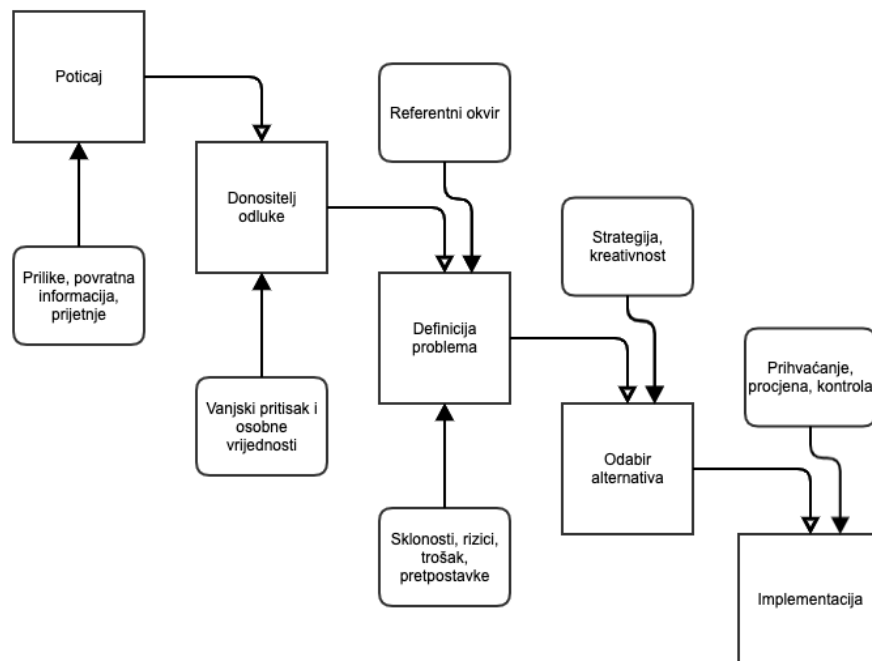 Poticaj
Referentni okvir
Donositelj
odluke
Strategija,
kreativnost
Prilike, povratna
informacija,
prijetnje
Definicija
problema
Prihvaćanje,
procjena, kontrola
Vanjski pritisak i
osobne
vrijednosti
Odabir
alternativa
Sklonosti, rizici,
trošak,
pretpostavke
Implementacija